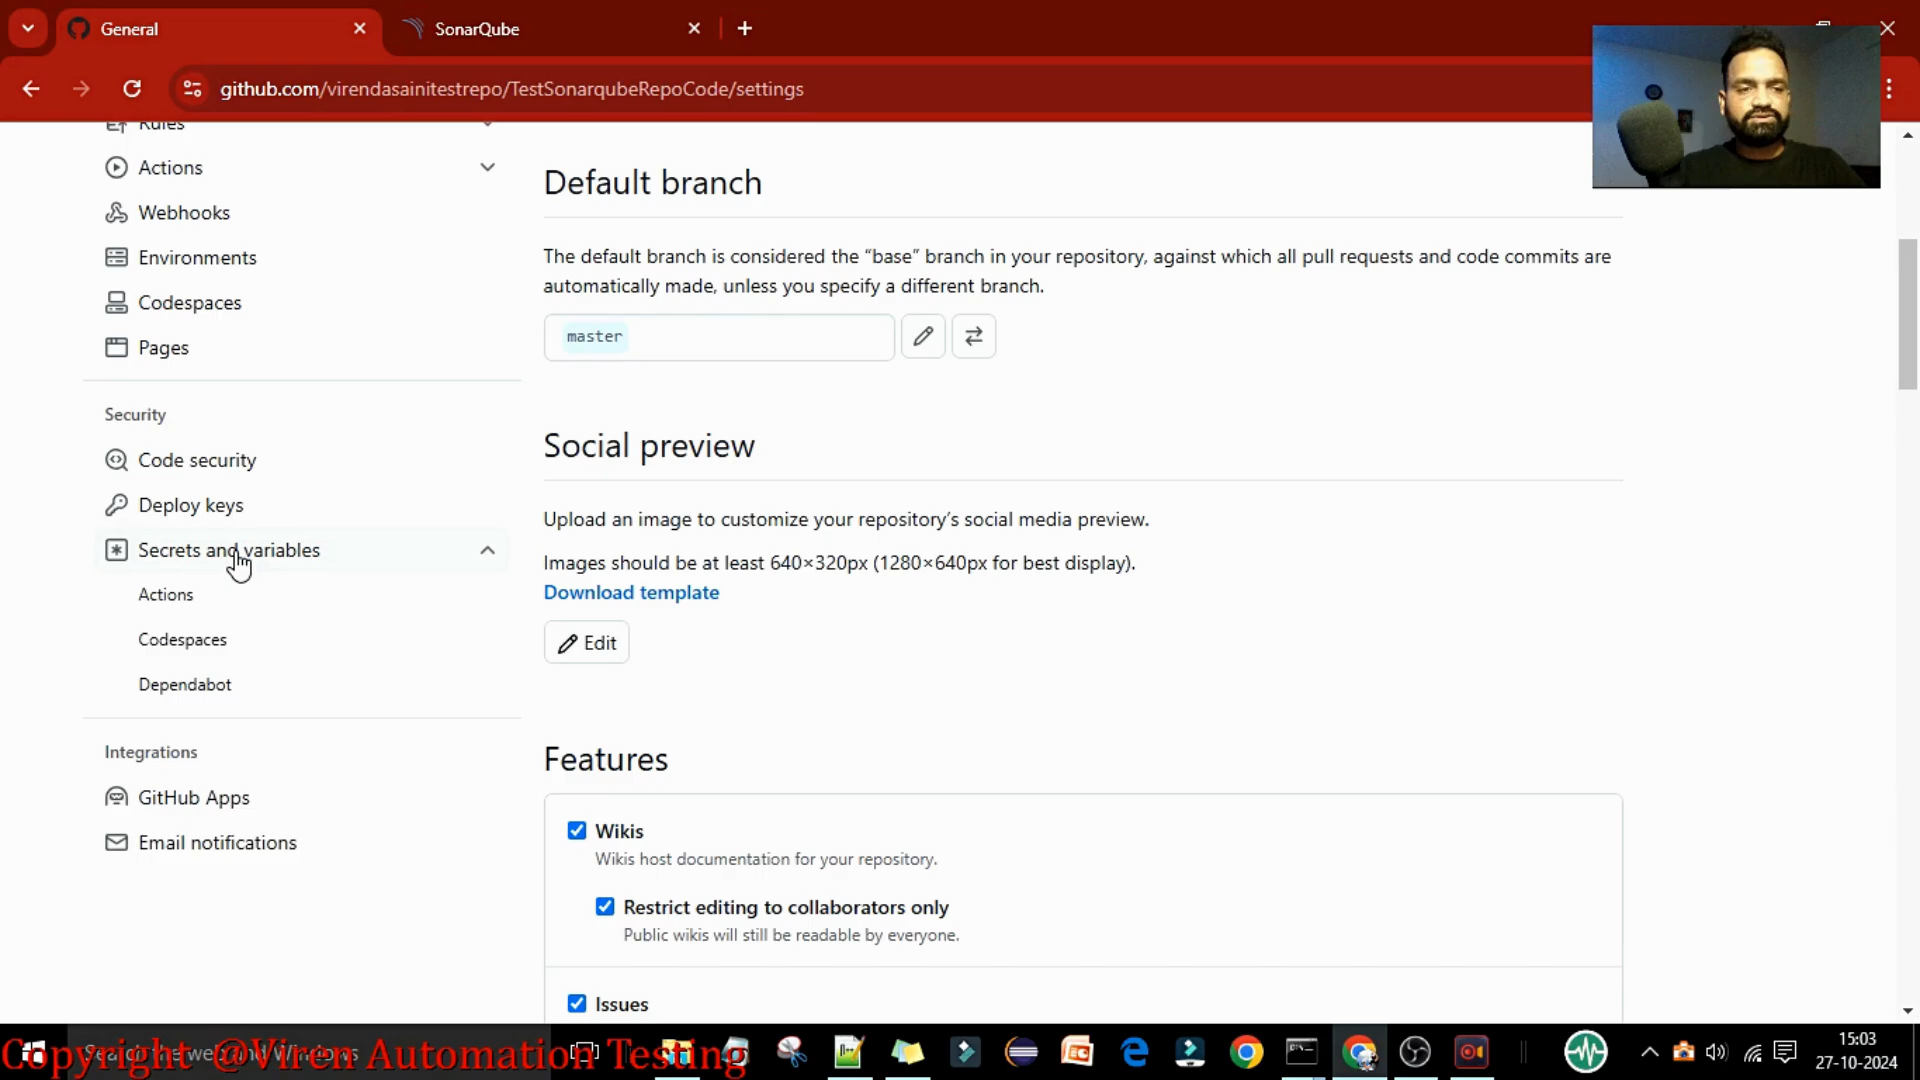 General
SonarQube
github.com/virendasainitestrepo/TestSonarqubeRepoCode/settings
Rules
Actions
Webhooks
Environments
Codespaces
Pages
Security
Code security
Deploy keys
Secrets and variables
Actions
Codespaces
Dependabot
Integrations
GitHub Apps
Email notifications
Default branch
The default branch is considered the “base” branch in your repository, against which all pull requests and code commits are
automatically made, unless you specify a different branch.
master
Social preview
Upload an image to customize your repository’s social media preview.
Images should be at least 640×320px (1280×640px for best display).
Download template
Edit
Features
Wikis
Wikis host documentation for your repository.
Restrict editing to collaborators only
Public wikis will still be readable by everyone.
Issues
Search the web and Windows
Copyright @Viren Automation Testing
15:03
27-10-2024